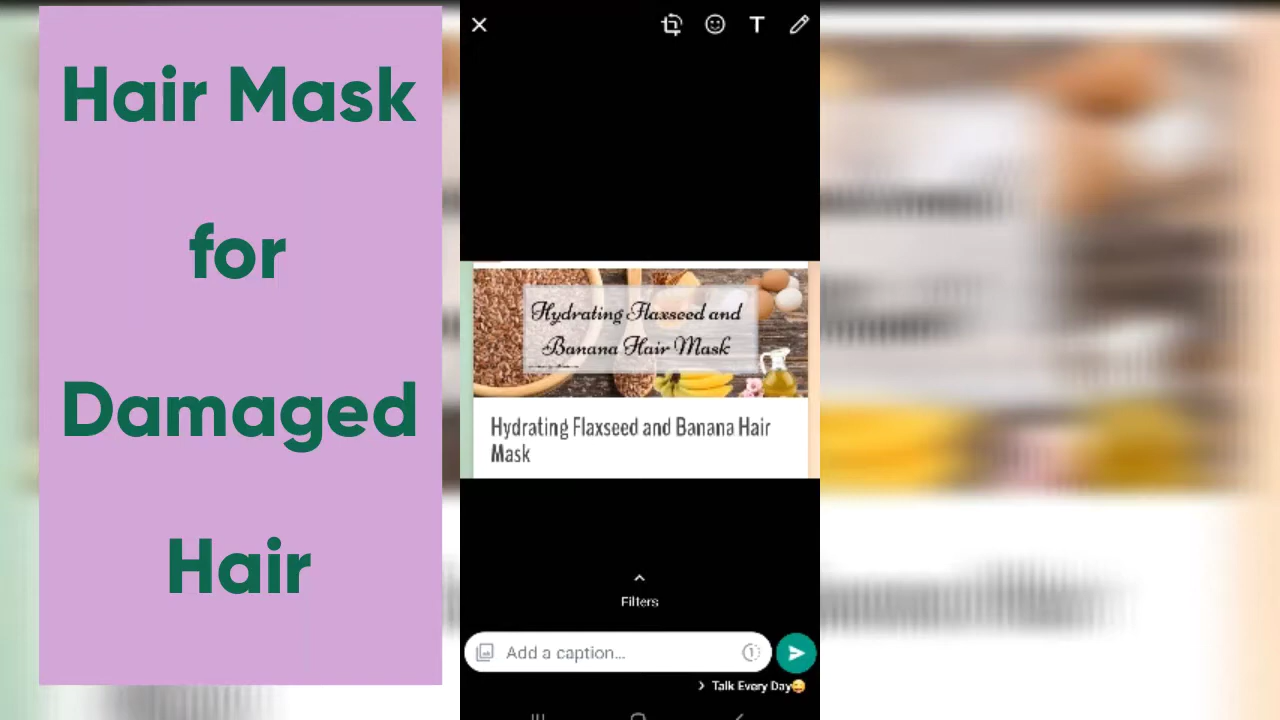 Hair Mask
for
Damaged
Hair
Hydrating Flaxseed and
Banana Hair Mask
Hydrating Flaxseed and Banana Hair
Mask
Filters
Add a caption...
Talk Every Day😜